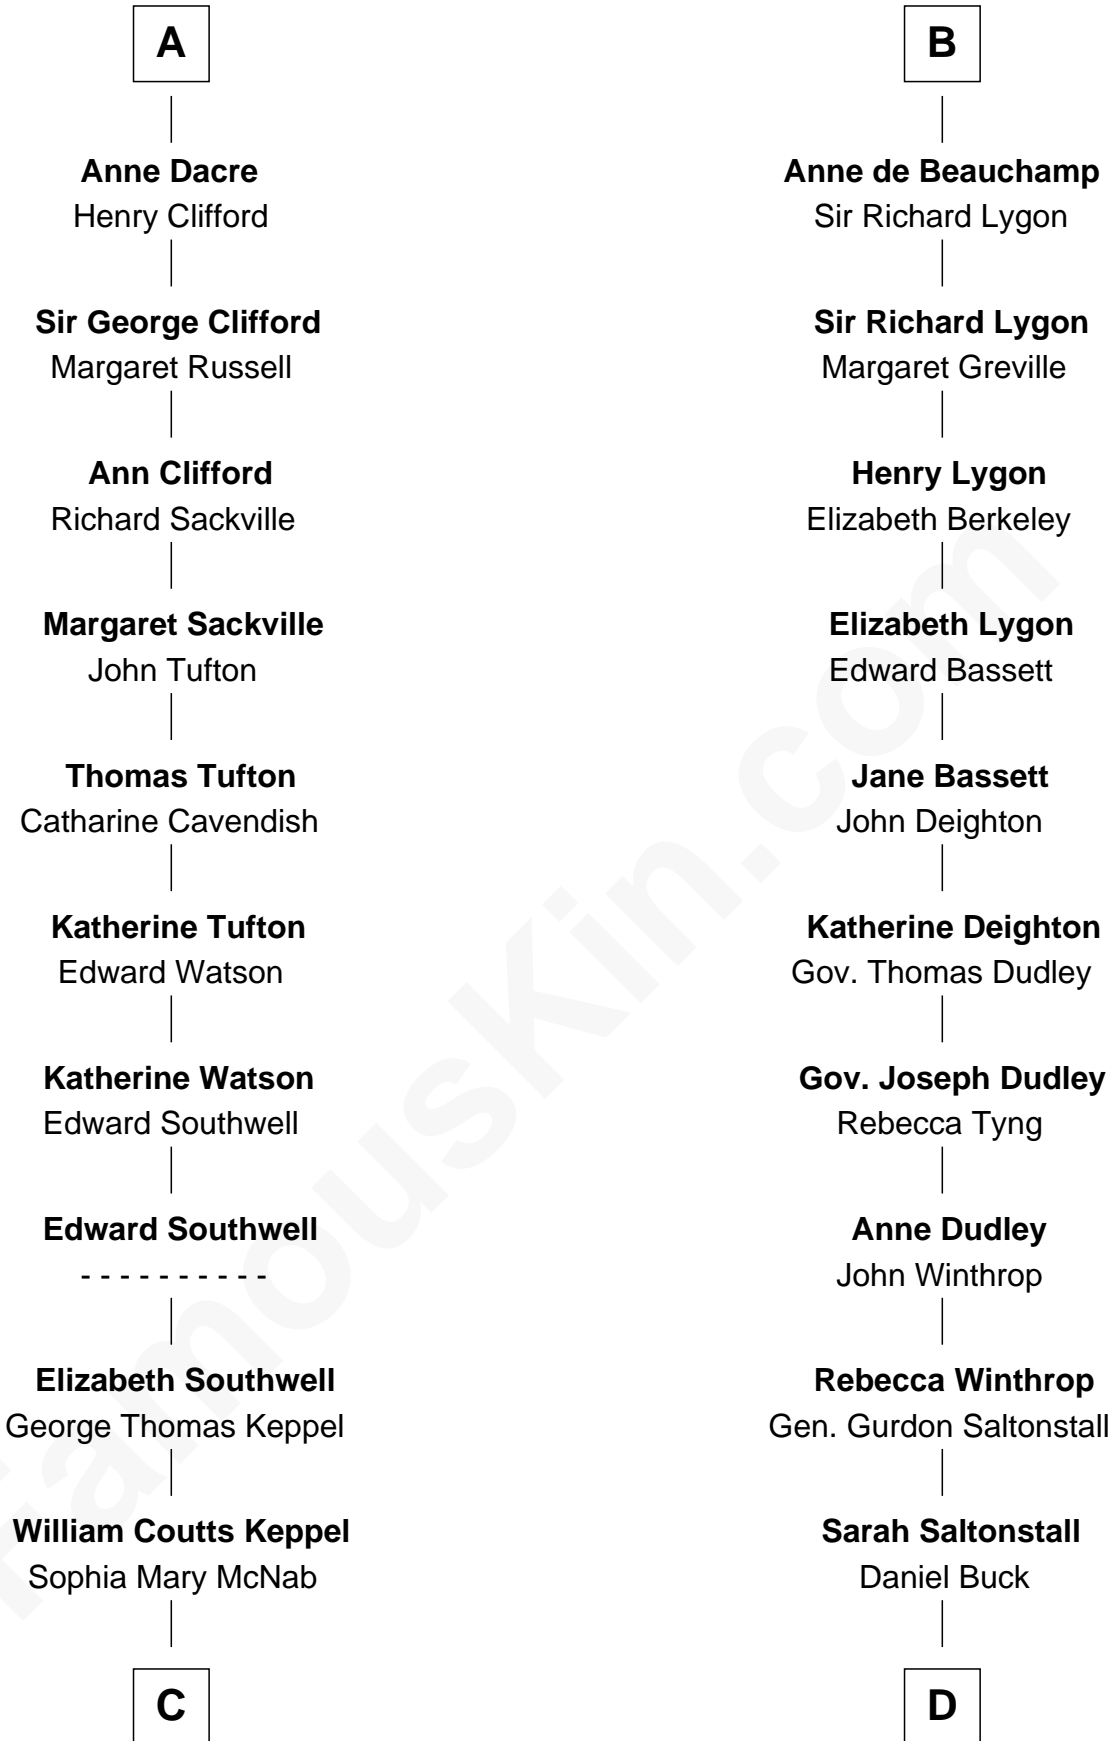 A
Anne Dacre
Henry Clifford
Sir George Clifford
Margaret Russell
Ann Clifford
Richard Sackville
Margaret Sackville
John Tufton
Thomas Tufton
Catharine Cavendish
Katherine Tufton
Edward Watson
Katherine Watson
Edward Southwell
Edward Southwell
- - - - - - - - - -
Elizabeth Southwell
George Thomas Keppel
William Coutts Keppel
Sophia Mary McNab
C
B
Anne de Beauchamp
Sir Richard Lygon
Sir Richard Lygon
Margaret Greville
Henry Lygon
Elizabeth Berkeley
Elizabeth Lygon
Edward Bassett
Jane Bassett
John Deighton
Katherine Deighton
Gov. Thomas Dudley
Gov. Joseph Dudley
Rebecca Tyng
Anne Dudley
John Winthrop
Rebecca Winthrop
Gen. Gurdon Saltonstall
Sarah Saltonstall
Daniel Buck
D
FamousKin.com